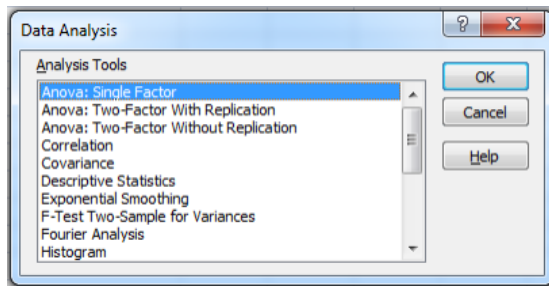 Data Analysis
?
X
Analysis Tools
Anova: Single Factor
Anova: Two-Factor With Replication
Anova: Two-Factor Without Replication
Correlation
Covariance
Descriptive Statistics
Exponential Smoothing
F-Test Two-Sample for Variances
Fourier Analysis
Histogram
OK
Cancel
Help